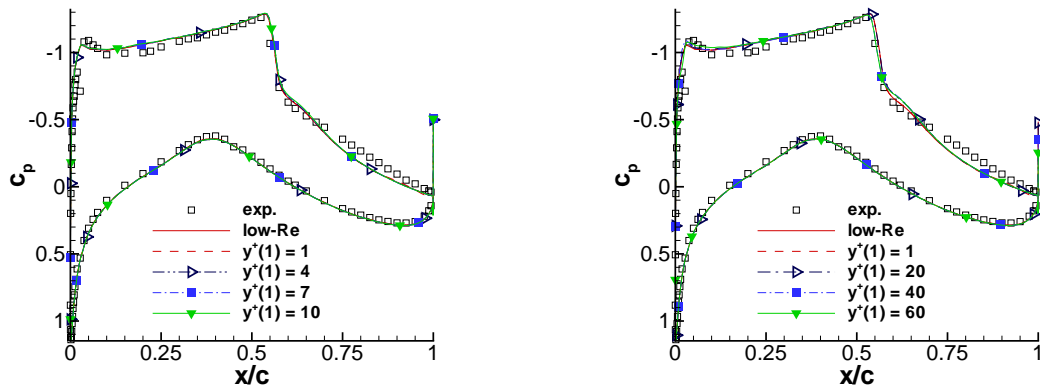 -1
-0.5
0
0.5
1
c_p
exp.
low-Re
y⁺(1) = 1
y⁺(1) = 4
y⁺(1) = 7
y⁺(1) = 10
0 0.25 0.5 0.75 1
x/c
-1
-0.5
0
0.5
1
c_p
exp.
low-Re
y⁺(1) = 1
y⁺(1) = 20
y⁺(1) = 40
y⁺(1) = 60
0 0.25 0.5 0.75 1
x/c